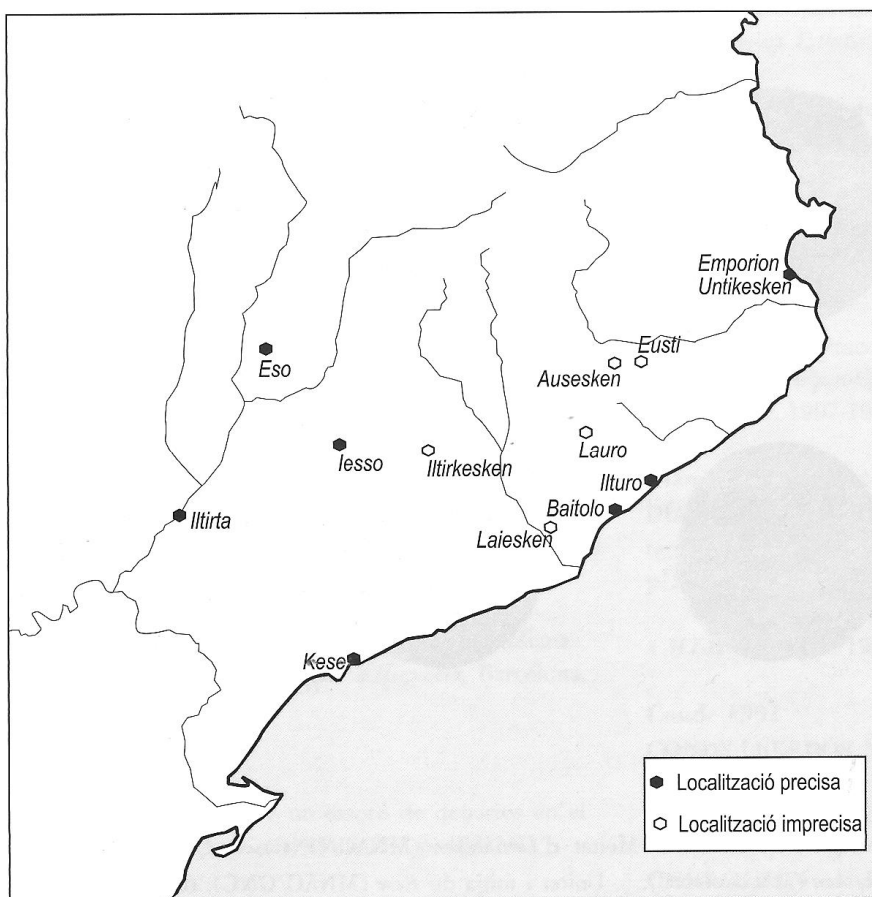 Emporion
Untikesken
Eusti
Eso
Ausesken
Iesso
Iltirkesken
Lauro
Ilturo
Iltirta
Baitolo
Laiesken
Kese
Localització precisa
Localització imprecisa